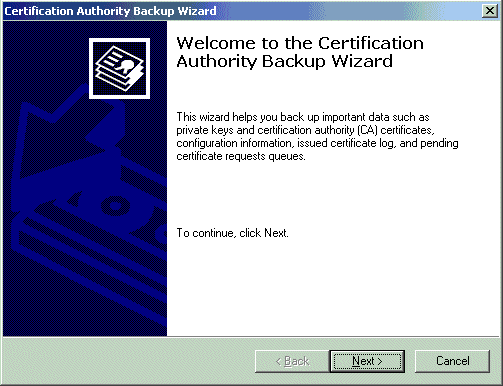 Certification Authority Backup Wizard
Welcome to the Certification
Authority Backup Wizard
This wizard helps you back up important data such as
private keys and certification authority (CA) certificates,
configuration information, issued certificate log, and pending
certificate requests queues.
To continue, click Next.
< Back
Next >
Cancel